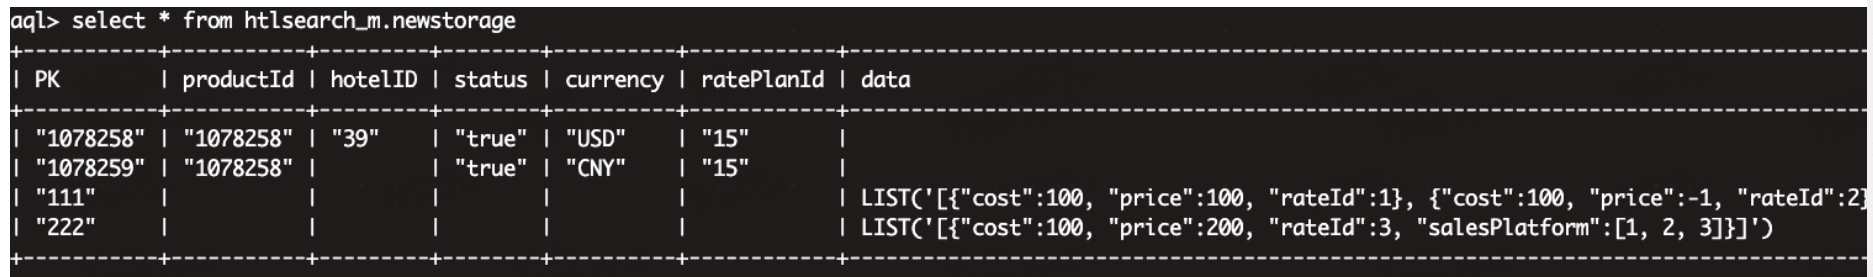 aql> select * from htlsearch_m.newstorage
+-----------+-----------+---------+--------+----------+------------+--------------------------------------------------------------------------
| PK | productId | hotelID | status | currency | ratePlanId | data
+-----------+-----------+---------+--------+----------+------------+--------------------------------------------------------------------------
| "1078258" | "1078258" | "39" | "true" | "USD" | "15" |
| "1078259" | "1078258" | | "true" | "CNY" | "15" |
| "111" | | | | | | LIST('[{"cost":100, "price":100, "rateId":1}, {"cost":100, "price":-1, "rateId":2}
| "222" | | | | | | LIST('[{"cost":100, "price":200, "rateId":3, "salesPlatform":[1, 2, 3]}]')
+-----------+-----------+---------+--------+----------+------------+--------------------------------------------------------------------------